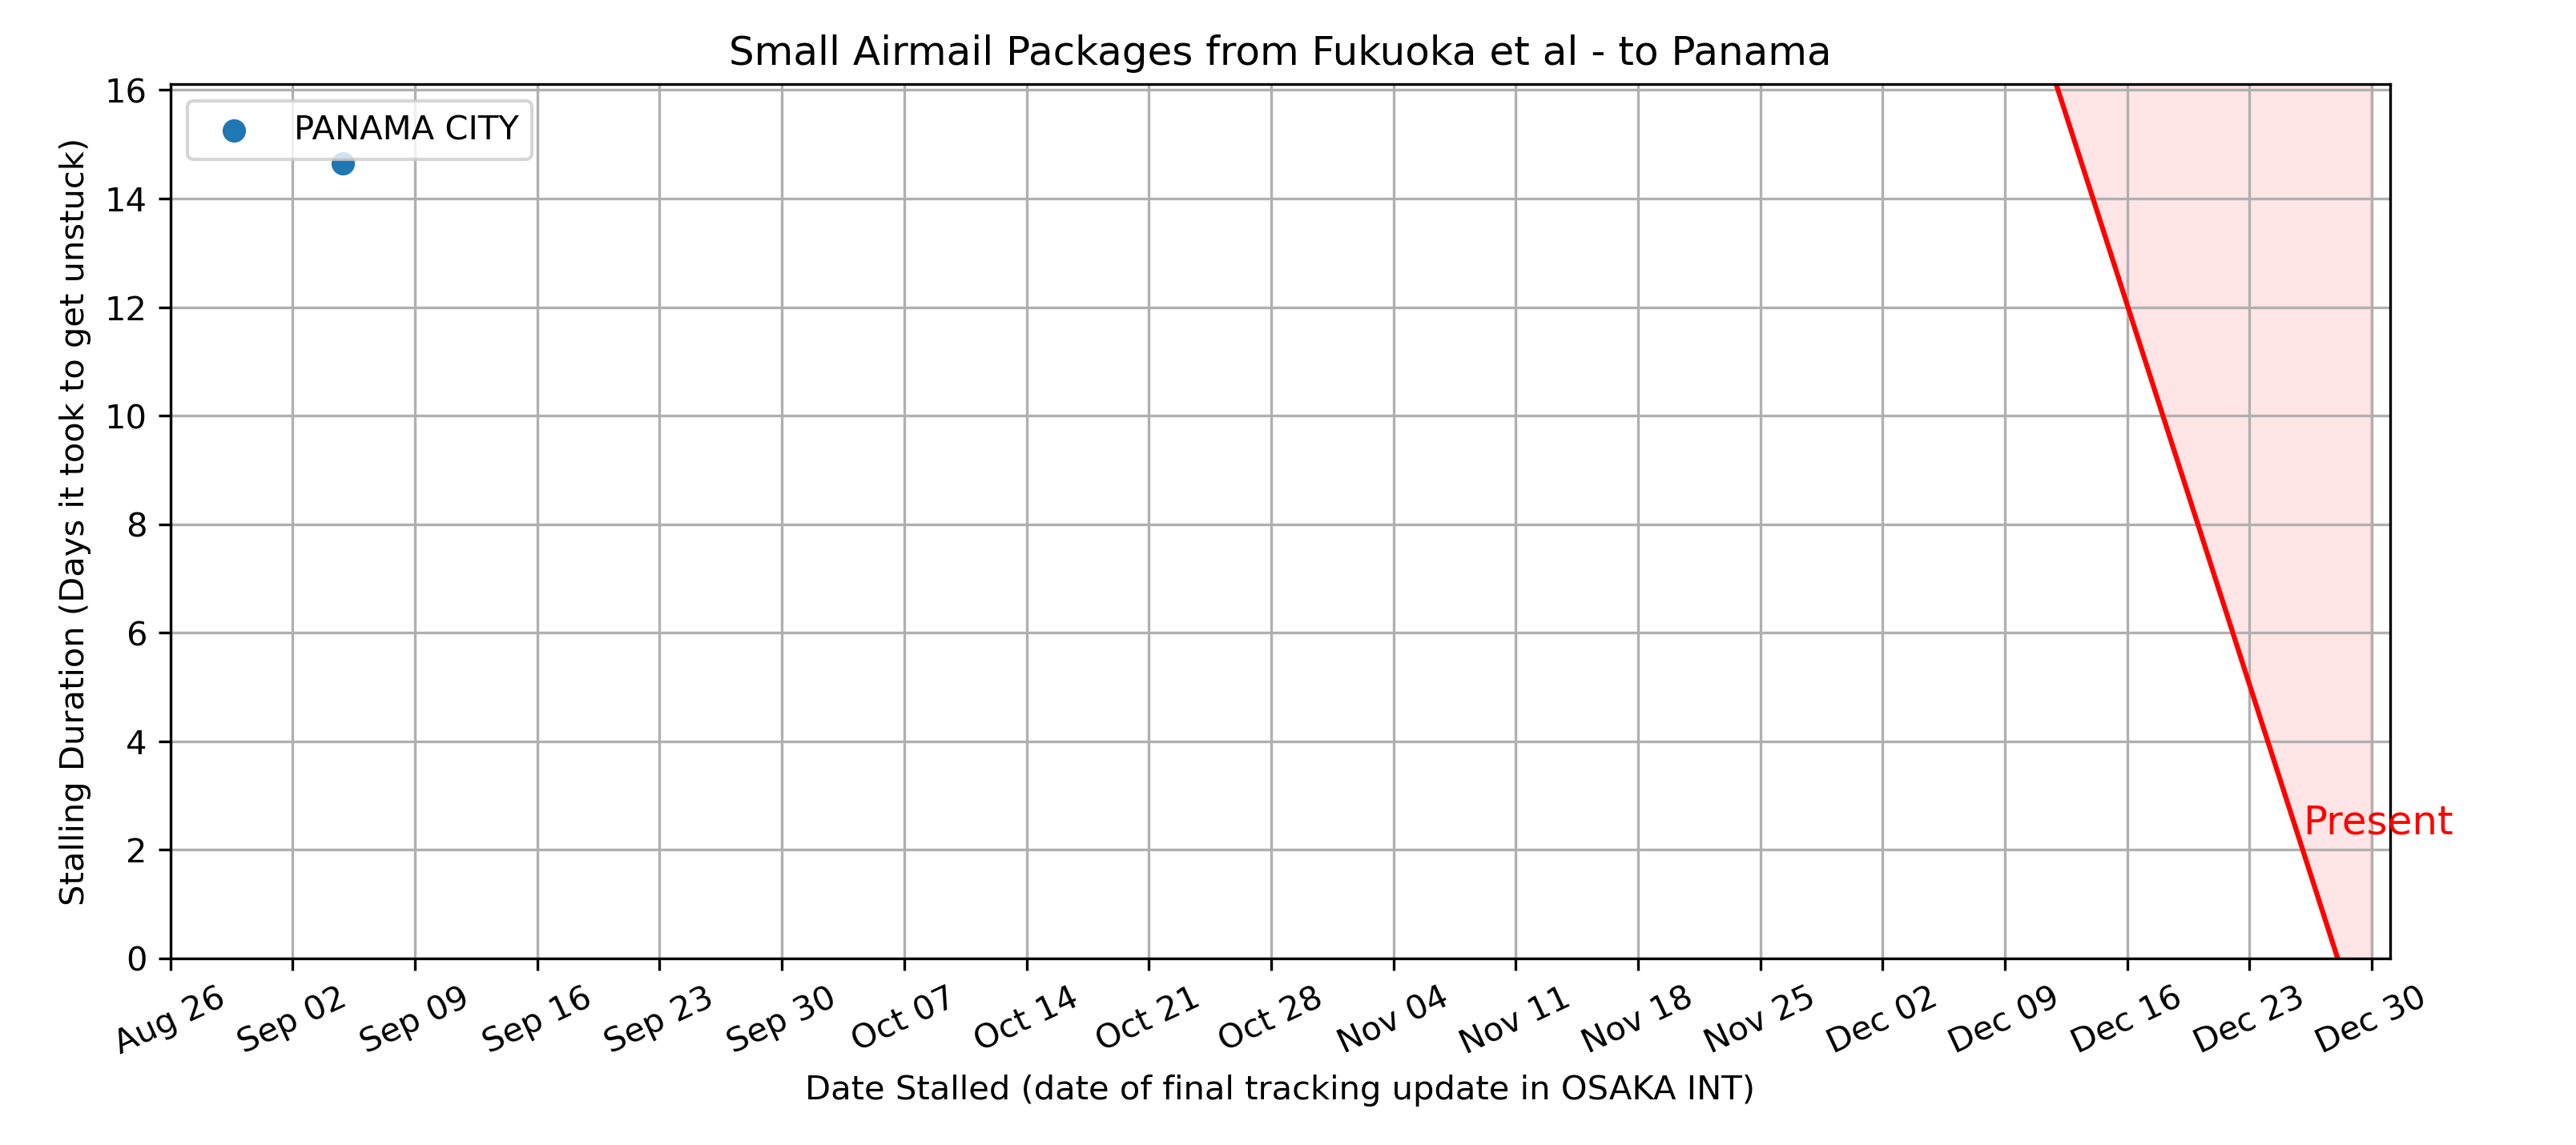 Small Airmail Packages from Fukuoka et al - to Panama
PANAMA CITY
Stalling Duration (Days it took to get unstuck)
16
14
12
10
8
6
4
2
0
Present
Aug 26
Sep 02
Sep 09
Sep 16
Sep 23
Sep 30
Oct 07
Oct 14
Oct 21
Oct 28
Nov 04
Nov 11
Nov 18
Nov 25
Dec 02
Dec 09
Dec 16
Dec 23
Dec 30
Date Stalled (date of final tracking update in OSAKA INT)